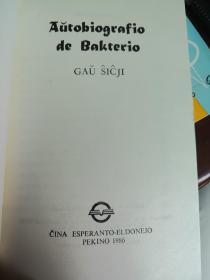 Aŭtobiografio
de Bakterio
GAŬ ŜIĈJI
ĈINA ESPERANTO-ELDONEJO
PEKINO 1986